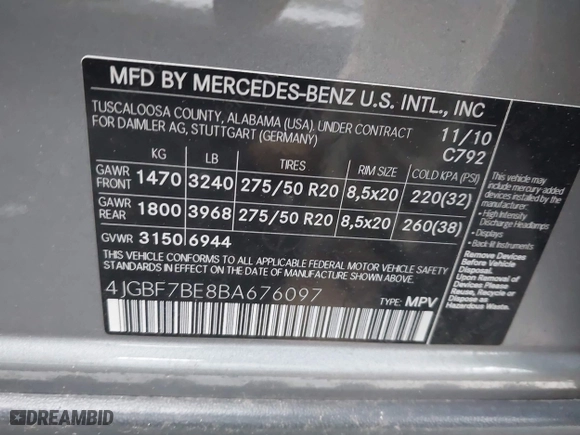 MFD BY MERCEDES-BENZ U.S. INTL., INC
TUSCALOOSA COUNTY, ALABAMA (USA). UNDER CONTRACT 11/10
FOR DAIMLER AG, STUTTGART (GERMANY) C792
KG LB TIRES RIM SIZE COLD KPA (PSI)
GAWR FRONT 1470 3240 275/50 R20 8,5x20 220(32)
GAWR REAR 1800 3968 275/50 R20 8,5x20 260(38)
GVWR 3150 6944
THIS VEHICLE CONFORMS TO ALL APPLICABLE FEDERAL MOTOR VEHICLE SAFETY
STANDARDS IN EFFECT ON THE DATE OF MANUFACTURE SHOWN ABOVE.
4JGBF7BE8BA676097 TYPE: MPV
This vehicle may
include mercury added
devices installed by the
manufacturer:
- High Intensity
Discharge Headlamps
- Displays
- Back-lit Instruments
Remove Devices
Before Vehicle
Disposal.
Upon Removal of
Devices Please
Reuse, Recycle or
Dispose as
Hazardous Waste.
DREAMBID